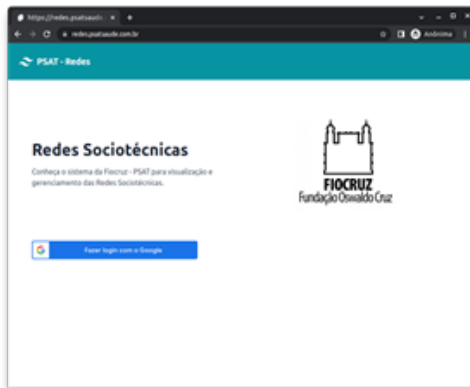 https://redes.psatsaude
redes.psatsaude.com.br
Anônima
PSAT - Redes
Redes Sociotécnicas
Conheça o sistema da Fiocruz - PSAT para visualização e
gerenciamento das Redes Sociotécnicas.
FIOCRUZ
Fundação Oswaldo Cruz
Fazer login com o Google